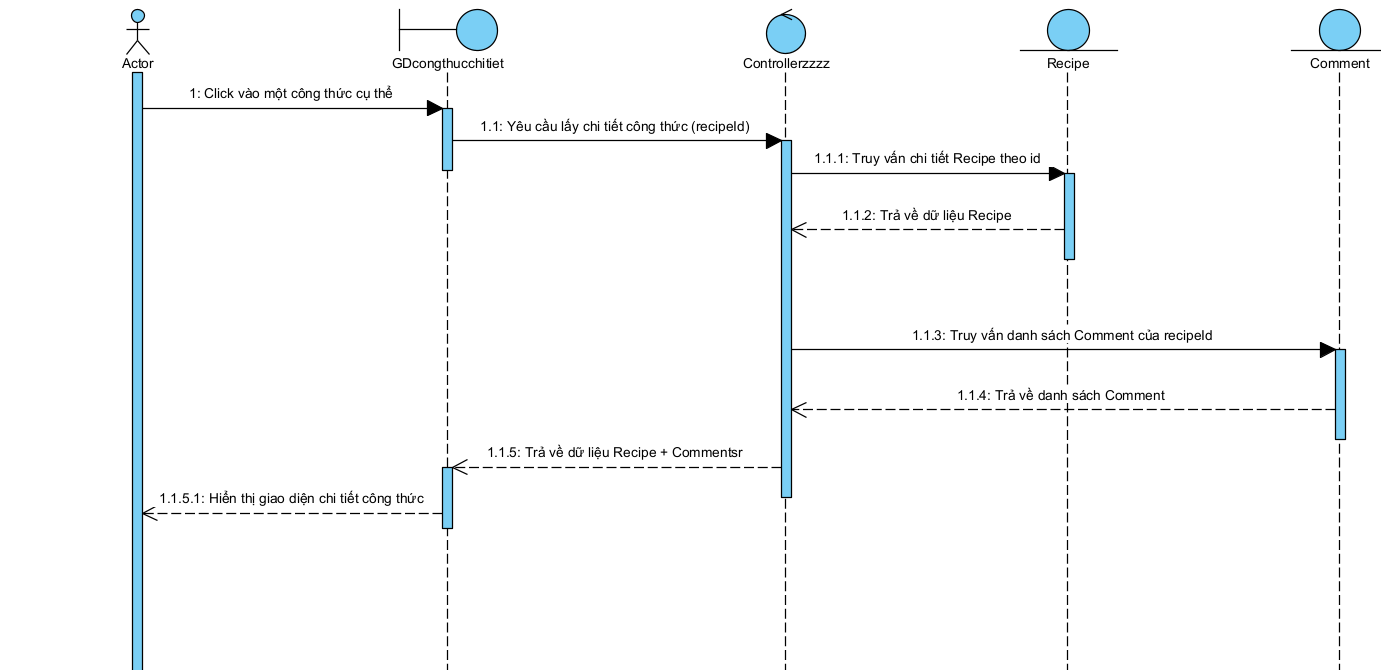 Actor
GDcongthucchitiet
Controllerzzzz
Recipe
Comment
1: Click vào một công thức cụ thể
1.1: Yêu cầu lấy chi tiết công thức (recipeId)
1.1.1: Truy vấn chi tiết Recipe theo id
1.1.2: Trả về dữ liệu Recipe
1.1.3: Truy vấn danh sách Comment của recipeId
1.1.4: Trả về danh sách Comment
1.1.5: Trả về dữ liệu Recipe + Commentsr
1.1.5.1: Hiển thị giao diện chi tiết công thức